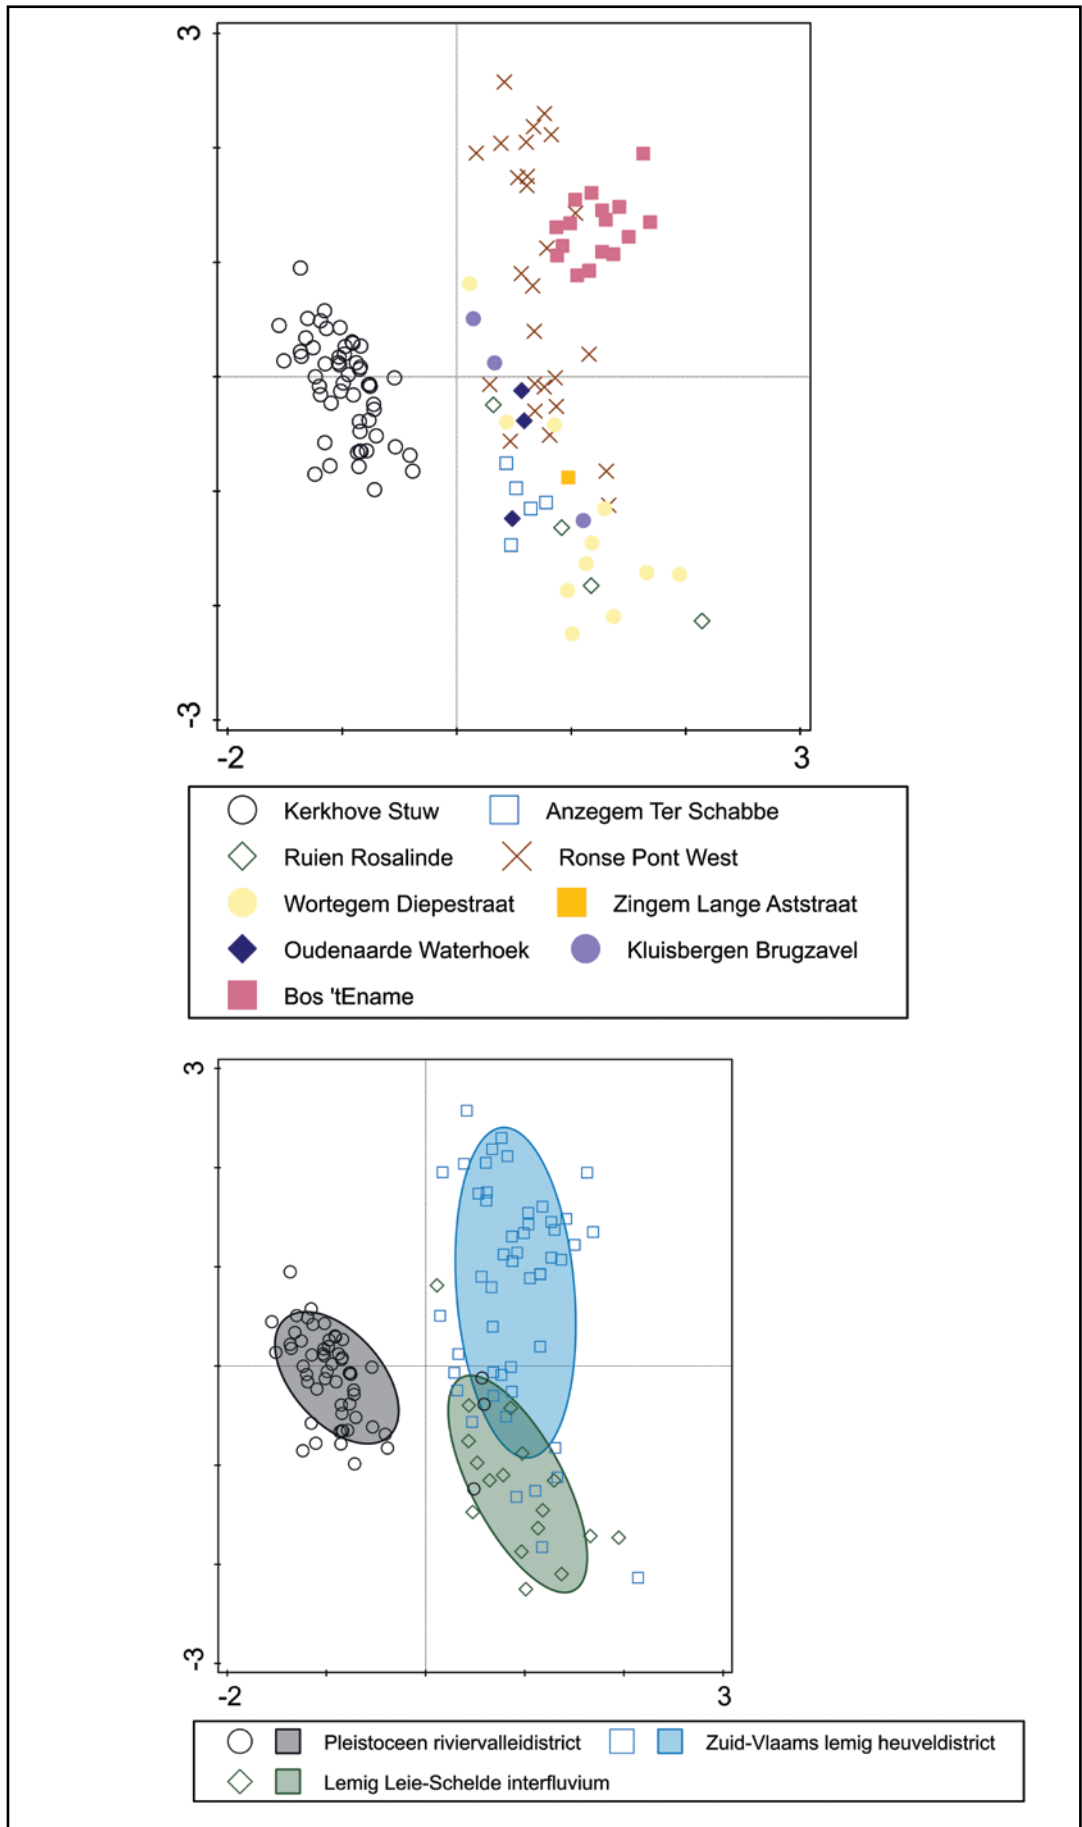 3
-3
-2 3
Kerkhove Stuw Anzegem Ter Schabbe
Ruien Rosalinde Ronse Pont West
Wortegem Diepestraat Zingem Lange Aststraat
Oudenaarde Waterhoek Kluisbergen Brugzavel
Bos 'tEname
3
-3
-2 3
Pleistoceen riviervalleidistrict Zuid-Vlaams lemig heuveldistrict
Lemig Leie-Schelde interfluvium